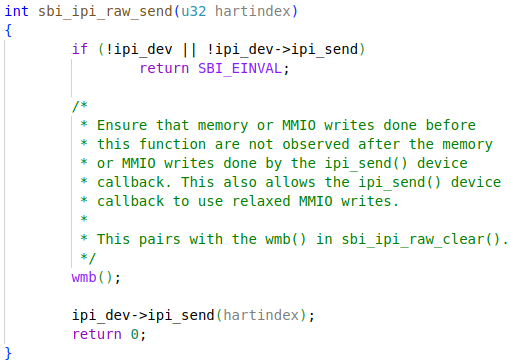 int sbi_ipi_raw_send(u32 hartindex)
{
        if (!ipi_dev || !ipi_dev->ipi_send)
                return SBI_EINVAL;

        /*
         * Ensure that memory or MMIO writes done before
         * this function are not observed after the memory
         * or MMIO writes done by the ipi_send() device
         * callback. This also allows the ipi_send() device
         * callback to use relaxed MMIO writes.
         *
         * This pairs with the wmb() in sbi_ipi_raw_clear().
         */
        wmb();

        ipi_dev->ipi_send(hartindex);
        return 0;
}